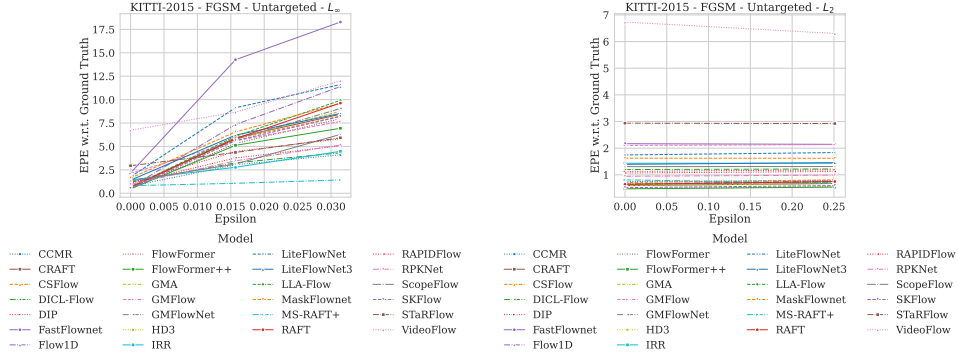 KITTI-2015 - FGSM - Untargeted - L∞
EPE w.r.t. Ground Truth
17.5
15.0
12.5
10.0
7.5
5.0
2.5
0.0
0.000 0.005 0.010 0.015 0.020 0.025 0.030
Epsilon
Model
CCMR FlowFormer LiteFlowNet RAPIDFlow
CRAFT FlowFormer++ LiteFlowNet3 RPKNet
CSFlow GMA LLA-Flow ScopeFlow
DICL-Flow GMFlow MaskFlownet SKFlow
DIP GMFlowNet MS-RAFT+ STaRFlow
FastFlownet HD3 RAFT VideoFlow
Flow1D IRR
KITTI-2015 - FGSM - Untargeted - L2
EPE w.r.t. Ground Truth
7
6
5
4
3
2
1
0.00 0.05 0.10 0.15 0.20 0.25
Epsilon
Model
CCMR FlowFormer LiteFlowNet RAPIDFlow
CRAFT FlowFormer++ LiteFlowNet3 RPKNet
CSFlow GMA LLA-Flow ScopeFlow
DICL-Flow GMFlow MaskFlownet SKFlow
DIP GMFlowNet MS-RAFT+ STaRFlow
FastFlownet HD3 RAFT VideoFlow
Flow1D IRR